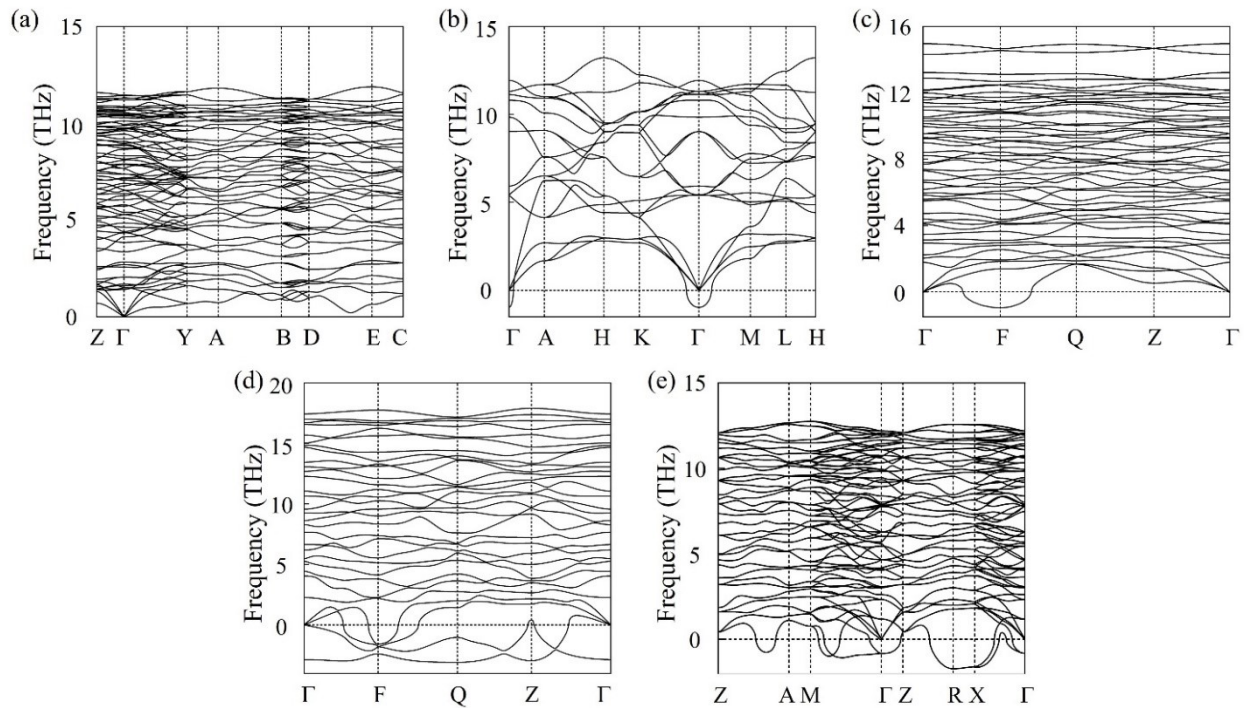 (a)
15
10
5
0
Frequency (THz)
Z Γ Y A B D E C
(b)
15
10
5
0
Frequency (THz)
Γ A H K Γ M L H
(c)
16
12
8
4
0
Frequency (THz)
Γ F Q Z Γ
(d)
20
15
10
5
0
Frequency (THz)
Γ F Q Z Γ
(e)
15
10
5
0
Frequency (THz)
Z A M Γ Z R X Γ